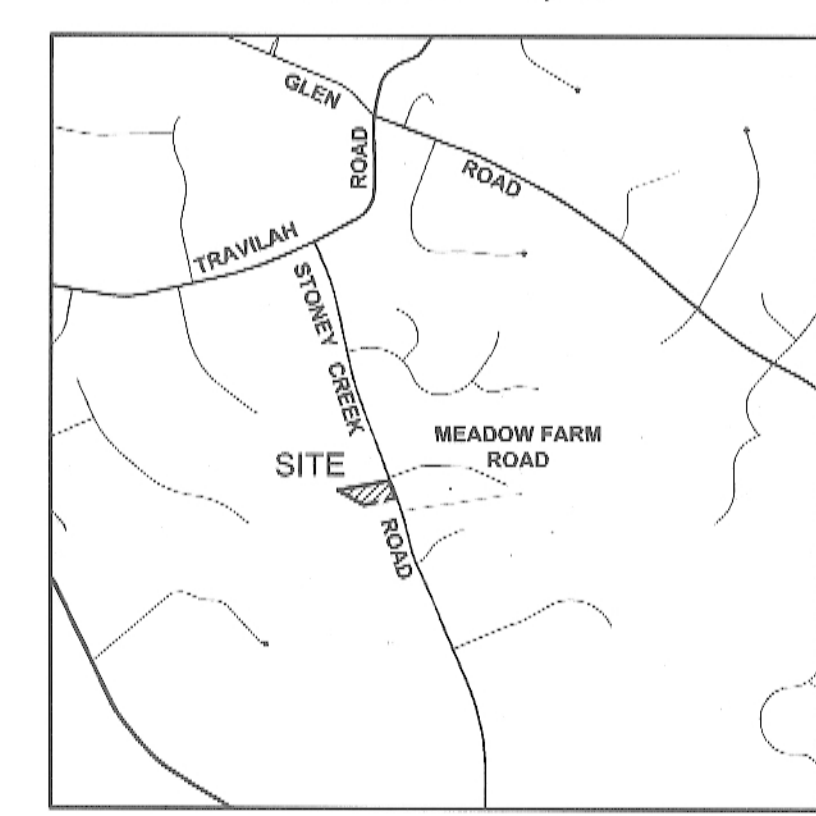 GLEN
ROAD
ROAD
TRAVILAH
STONEY CREEK
ROAD
MEADOW FARM
ROAD
SITE